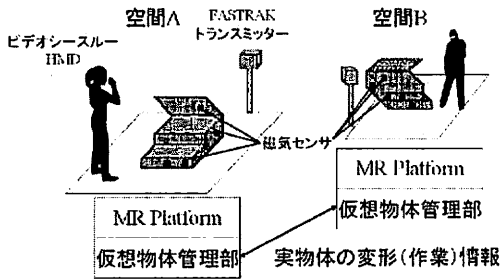 空間A
FASTRAK
トランスミッター
空間B
ビデオシースルー
HMD
磁気センサ
MR Platform
仮想物体管理部
MR Platform
仮想物体管理部
実物体の変形(作業)情報